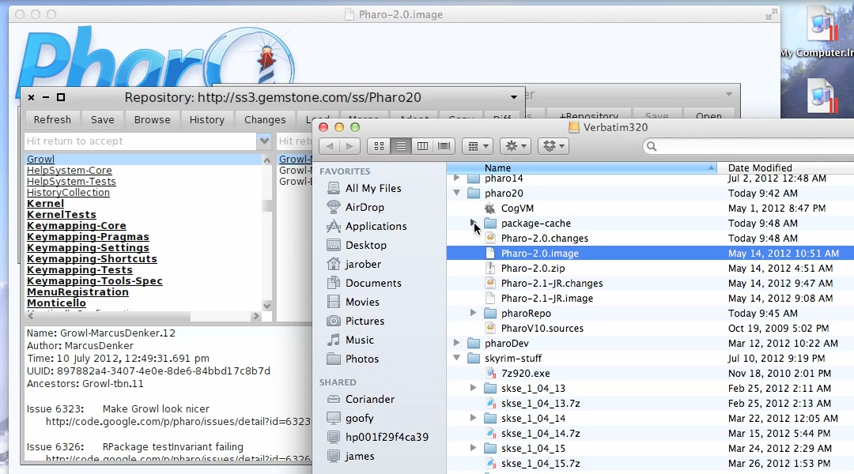 Pharo-2.0.image
Pharo
My Computer.lr
Repository: http://ss3.gemstone.com/ss/Pharo20
Refresh Save Browse History Changes
+Repository Save Open
Hit return to accept
Growl
HelpSystem-Core
HelpSystem-Tests
HistoryCollection
Kernel
KernelTests
Keymapping-Core
Keymapping-Pragmas
Keymapping-Settings
Keymapping-Shortcuts
Keymapping-Tests
Keymapping-Tools-Spec
MenuRegistration
Monticello
Name: Growl-MarcusDenker.12
Author: MarcusDenker
Time: 10 July 2012, 12:49:31.691 pm
UUID: 897882a4-3407-4e0e-8de6-84bbd17c8b7d
Ancestors: Growl-tbn.11
Issue 6323: Make Growl look nicer
http://code.google.com/p/pharo/issues/detail?id=6323
Issue 6326: RPackage testInvariant failing
Verbatim320
FAVORITES
All My Files
AirDrop
Applications
Desktop
jarober
Documents
Movies
Pictures
Music
Photos
SHARED
Coriander
goofy
hp001f29f4ca39
james
Name Date Modified
pharo14 Jul 2, 2012 12:48 AM
pharo20 Today 9:42 AM
CogVM May 1, 2012 8:47 PM
package-cache Today 9:48 AM
Pharo-2.0.changes Today 9:48 AM
Pharo-2.0.image May 14, 2012 10:51 AM
Pharo-2.0.zip May 14, 2012 4:51 AM
Pharo-2.1-JR.changes May 14, 2012 9:47 AM
Pharo-2.1-JR.image May 14, 2012 9:08 AM
pharoRepo Today 9:45 AM
PharoV10.sources Oct 19, 2009 5:02 PM
pharoDev Mar 12, 2012 10:22 AM
skyrim-stuff Jul 10, 2012 9:19 PM
7z920.exe Nov 18, 2010 2:01 PM
skse_1_04_13 Feb 25, 2012 2:11 AM
skse_1_04_13.7z Feb 25, 2012 2:03 AM
skse_1_04_14 Mar 22, 2012 12:05 AM
skse_1_04_14.7z Mar 15, 2012 5:44 PM
skse_1_04_15 Mar 24, 2012 2:29 AM
skse_1_04_15.7z Mar 26, 2012 1:53 PM